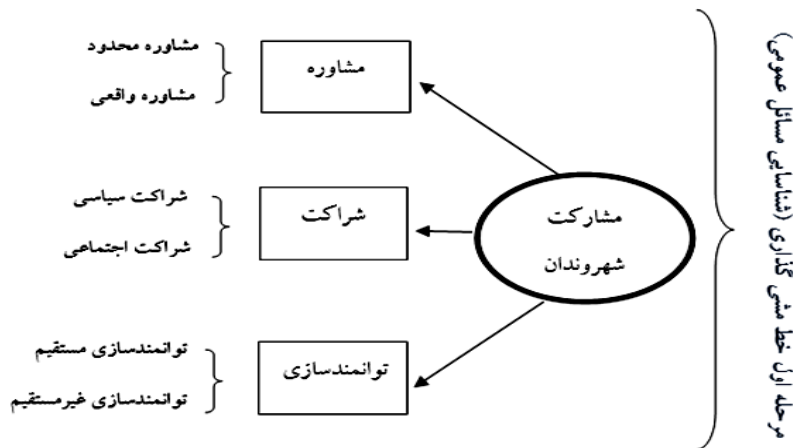 مرحله اول خط مشی گذاری (شناسایی مسائل عمومی)
مشارکت
شهروندان
مشاوره
مشاوره محدود
مشاوره واقعی
شراکت
شراکت سیاسی
شراکت اجتماعی
توانمندسازی
توانمندسازی مستقیم
توانمندسازی غیرمستقیم